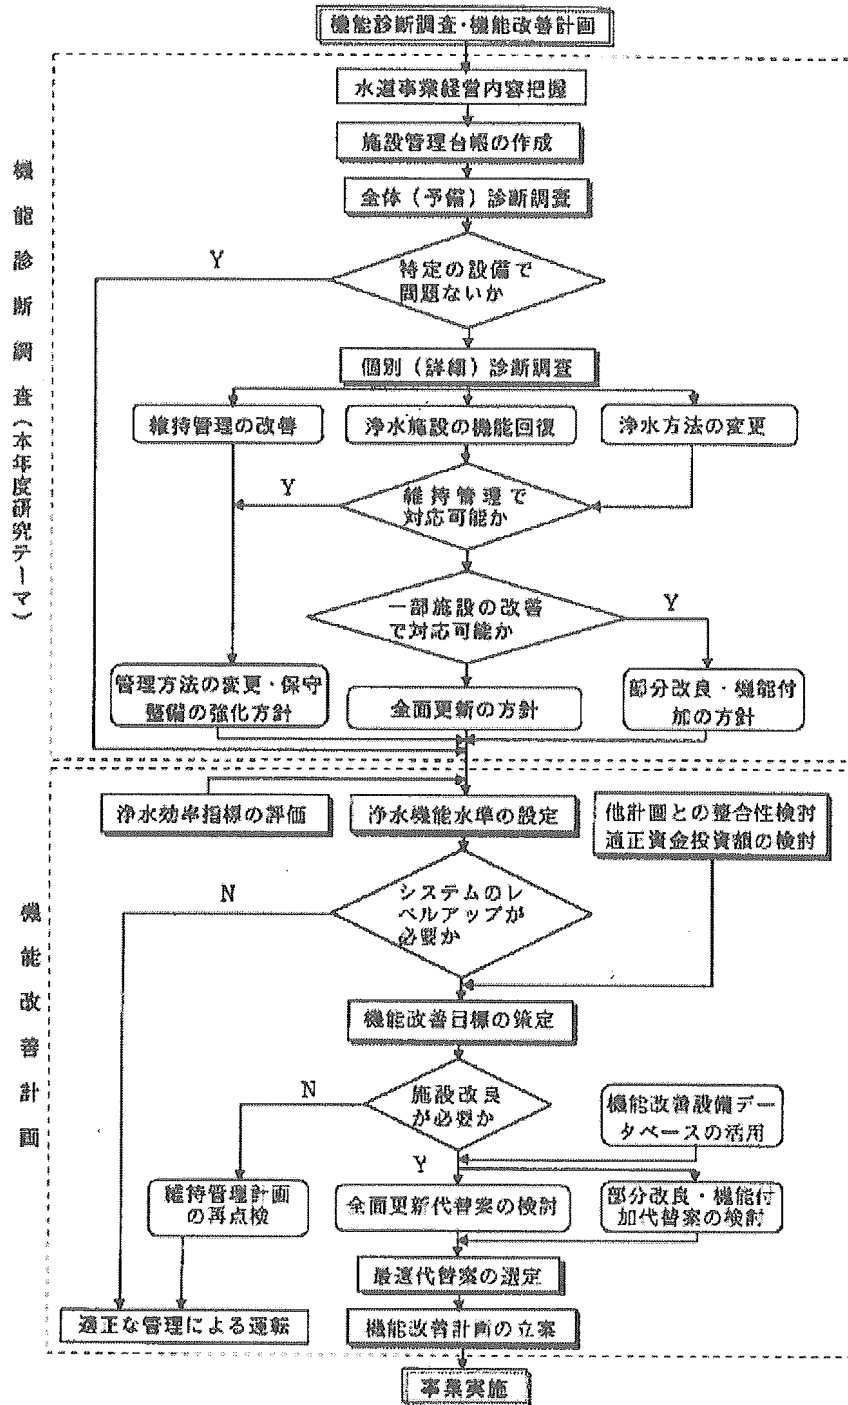 機能診断調査・機能改善計画
水道事業経営内容把握
施設管理台帳の作成
全体（予備）診断調査
機能診断調査（本年度研究テーマ）
Y
特定の設備で
問題ないか
個別（詳細）診断調査
維持管理の改善
浄水施設の機能回復
浄水方法の変更
Y
維持管理で
対応可能か
一部施設の改善
で対応可能か
Y
管理方法の変更・保守
整備の強化方針
全面更新の方針
部分改良・機能付
加の方針
浄水効率指標の評価
浄水機能水準の設定
他計画との整合性検討
適正資金投資額の検討
機能改善計画
N
システムのレ
ベルアップが
必要か
機能改善目標の策定
N
施設改良
が必要か
機能改善設備デー
タベースの活用
Y
維持管理計画
の再点検
全面更新代替案の検討
部分改良・機能付
加代替案の検討
最適代替案の選定
適正な管理による運転
機能改善計画の立案
事業実施